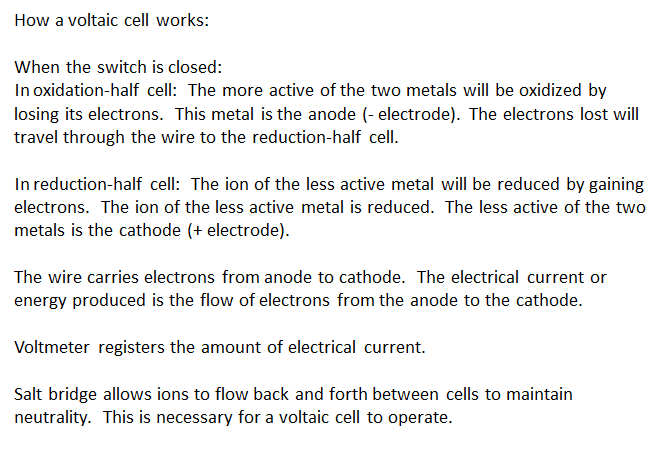 How a voltaic cell works:
When the switch is closed:
In oxidation-half cell:  The more active of the two metals will be oxidized by
losing its electrons.  This metal is the anode (- electrode).  The electrons lost will
travel through the wire to the reduction-half cell.
In reduction-half cell:  The ion of the less active metal will be reduced by gaining
electrons.  The ion of the less active metal is reduced.  The less active of the two
metals is the cathode (+ electrode).
The wire carries electrons from anode to cathode.  The electrical current or
energy produced is the flow of electrons from the anode to the cathode.
Voltmeter registers the amount of electrical current.
Salt bridge allows ions to flow back and forth between cells to maintain
neutrality.  This is necessary for a voltaic cell to operate.